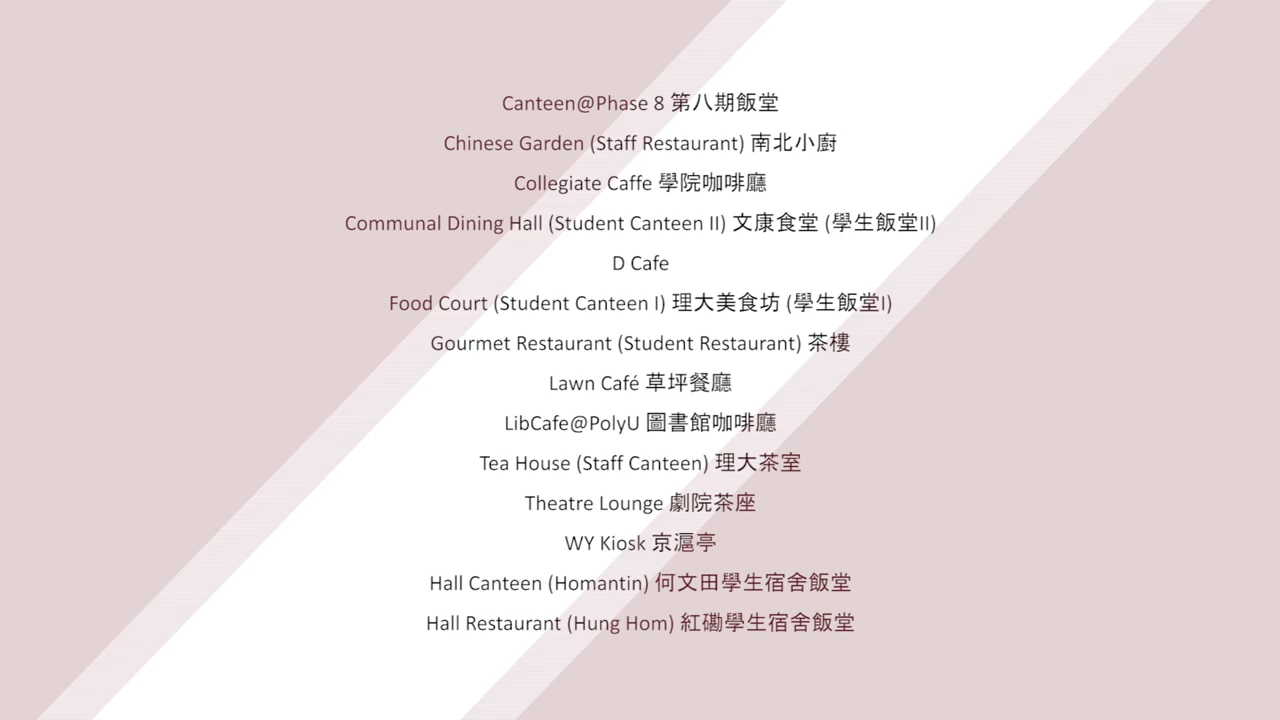 Canteen@Phase 8 第八期飯堂
Chinese Garden (Staff Restaurant) 南北小廚
Collegiate Caffe 學院咖啡廳
Communal Dining Hall (Student Canteen II) 文康食堂 (學生飯堂II)
D Cafe
Food Court (Student Canteen I) 理大美食坊 (學生飯堂I)
Gourmet Restaurant (Student Restaurant) 茶樓
Lawn Café 草坪餐廳
LibCafe@PolyU 圖書館咖啡廳
Tea House (Staff Canteen) 理大茶室
Theatre Lounge 劇院茶座
WY Kiosk 京滬亭
Hall Canteen (Homantin) 何文田學生宿舍飯堂
Hall Restaurant (Hung Hom) 紅磡學生宿舍飯堂